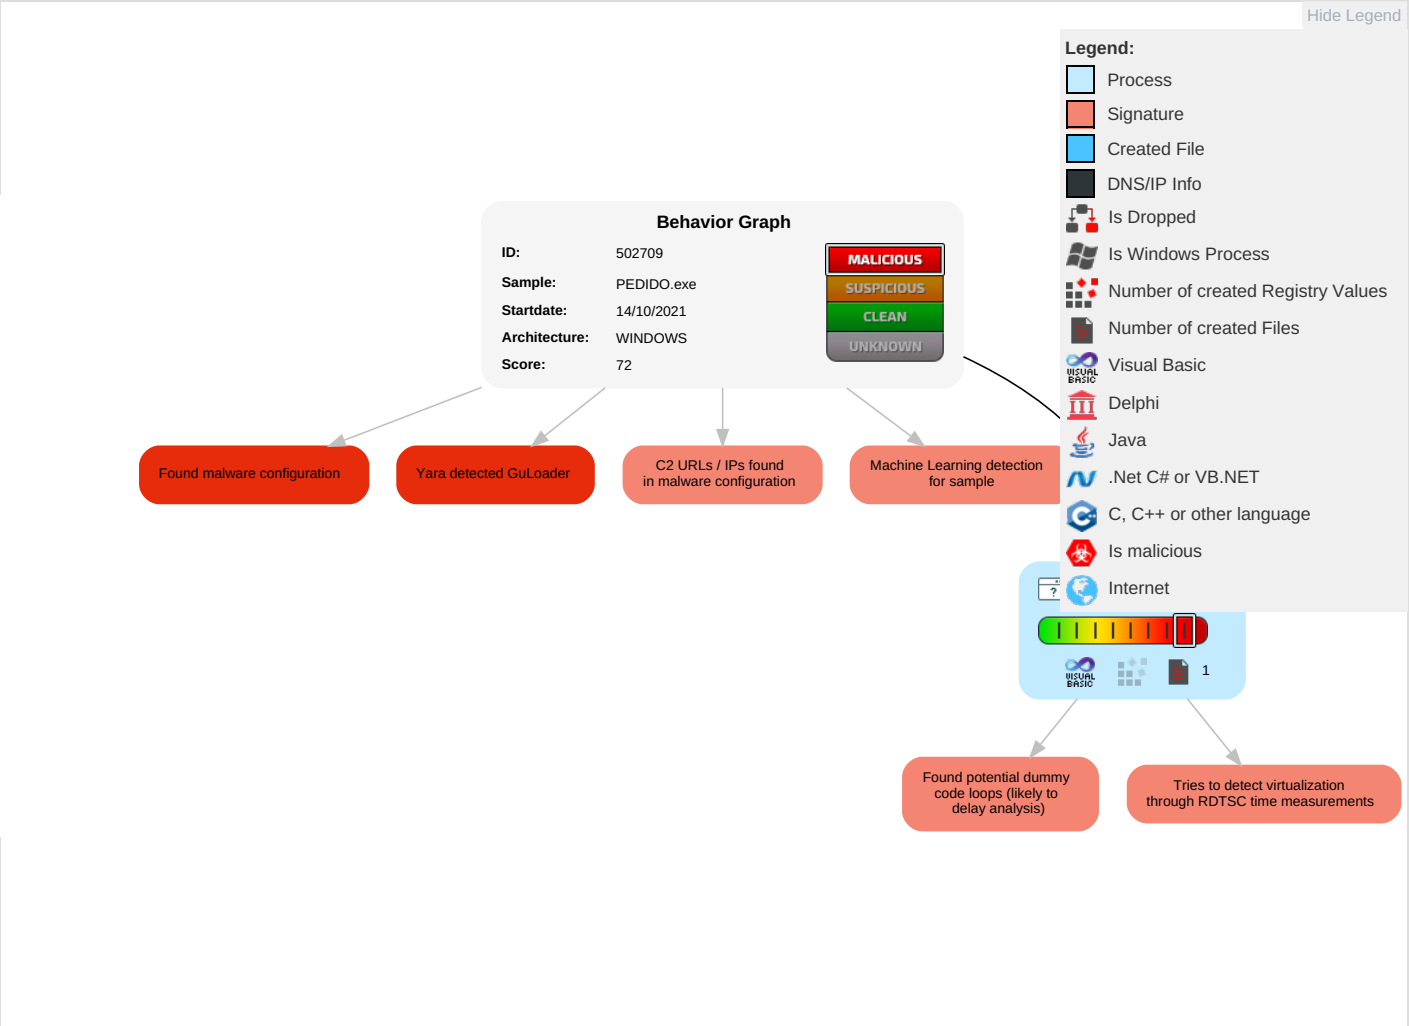 Hide Legend
Legend:
Process
Signature
Created File
DNS/IP Info
Is Dropped
Is Windows Process
Number of created Registry Values
Number of created Files
VISUAL
BASIC
Visual Basic
Delphi
Java
.Net C# or VB.NET
C, C++ or other language
Is malicious
Internet
Behavior Graph
ID: 502709
Sample: PEDIDO.exe
Startdate: 14/10/2021
Architecture: WINDOWS
Score: 72
MALICIOUS
SUSPICIOUS
CLEAN
UNKNOWN
Found malware configuration
Yara detected GuLoader
C2 URLs / IPs found
in malware configuration
Machine Learning detection
for sample
?
VISUAL
BASIC
1
Found potential dummy
code loops (likely to
delay analysis)
Tries to detect virtualization
through RDTSC time measurements